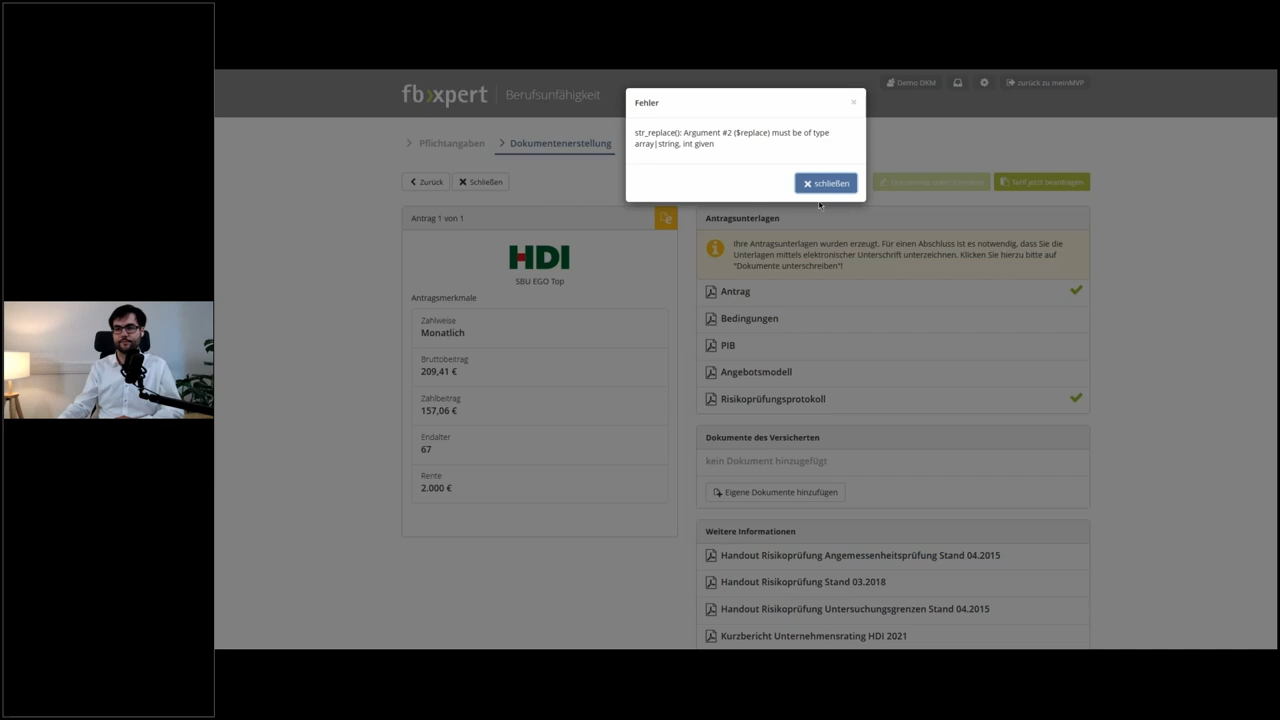 fb xpert
Berufsunfähigkeit
Demo DKM
zurück zu meinMVP
Pflichtangaben
Dokumentenerstellung
Fehler
×
str_replace(): Argument #2 ($replace) must be of type
array|string, int given
schließen
Zurück
Schließen
Tarif jetzt beantragen
Antrag 1 von 1
HDI
SBU EGO Top
Antragsmerkmale
Zahlweise
Monatlich
Bruttobeitrag
209,41 €
Zahlbeitrag
157,06 €
Endalter
67
Rente
2.000 €
Antragsunterlagen
Ihre Antragsunterlagen wurden erzeugt. Für einen Abschluss ist es notwendig, dass Sie die
Unterlagen mittels elektronischer Unterschrift unterzeichnen. Klicken Sie hierzu bitte auf
"Dokumente unterschreiben"!
Antrag
Bedingungen
PIB
Angebotsmodell
Risikoprüfungsprotokoll
Dokumente des Versicherten
kein Dokument hinzugefügt
Eigene Dokumente hinzufügen
Weitere Informationen
Handout Risikoprüfung Angemessenheitsprüfung Stand 04.2015
Handout Risikoprüfung Stand 03.2018
Handout Risikoprüfung Untersuchungsgrenzen Stand 04.2015
Kurzbericht Unternehmensrating HDI 2021